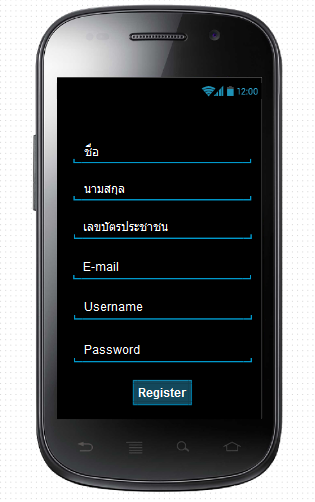 12:00
ชื่อ
นามสกุล
เลขบัตรประชาชน
E-mail
Username
Password
Register